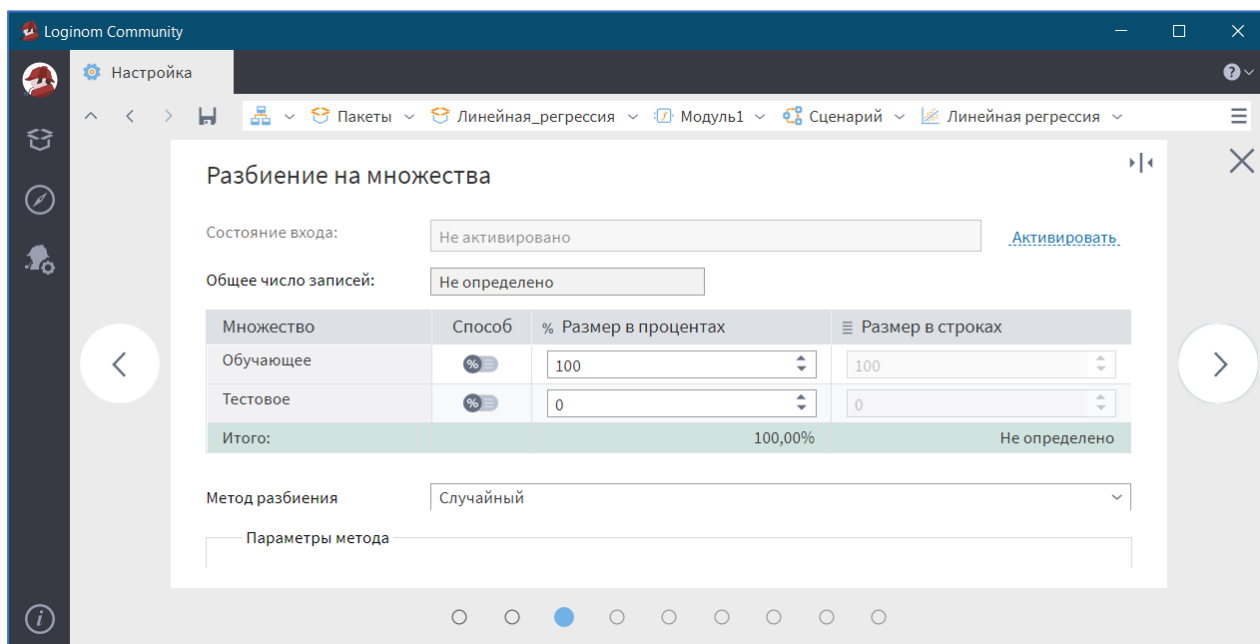 Loginom Community
Настройка
Пакеты Линейная_регрессия Модуль1 Сценарий Линейная регрессия
Разбиение на множества
Состояние входа: Не активировано Активировать
Общее число записей: Не определено
Множество Способ % Размер в процентах Размер в строках
Обучающее % 100 100
Тестовое % 0 0
Итого: 100,00% Не определено
Метод разбиения Случайный
Параметры метода